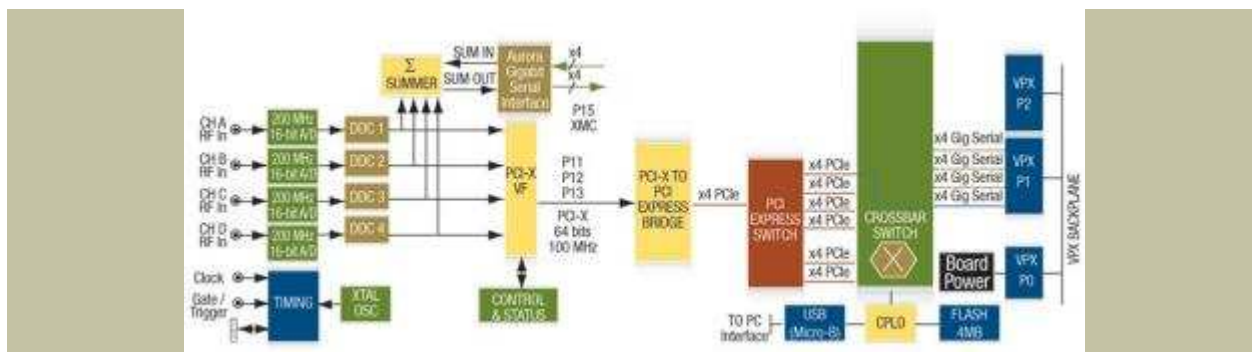 SUM IN
SUM OUT
Σ
SUMMER
Aurora
Gigabit
Serial
Interface
x4
x4
P15
XMC
CH A
RF In
200 MHz
16-bit A/D
DDC 1
CH B
RF In
200 MHz
16-bit A/D
DDC 2
CH C
RF In
200 MHz
16-bit A/D
DDC 3
CH D
RF In
200 MHz
16-bit A/D
DDC 4
PCI-X
VF
P11
P12
P13
PCI-X
64 bits
100 MHz
PCI-X TO
PCI
EXPRESS
BRIDGE
x4 PCIe
PCI
EXPRESS
SWITCH
x4 PCIe
x4 PCIe
x4 PCIe
x4 PCIe
x4 PCIe
x4 PCIe
CROSSBAR
SWITCH
x4 Gig Serial
x4 Gig Serial
x4 Gig Serial
x4 Gig Serial
VPX
P2
VPX
P1
VPX
P0
VPX BACKPLANE
Board
Power
Clock
Gate /
Trigger
TIMING
XTAL
OSC
CONTROL
& STATUS
TO PC
Interface
USB
(Micro-B)
CPLD
FLASH
4MB